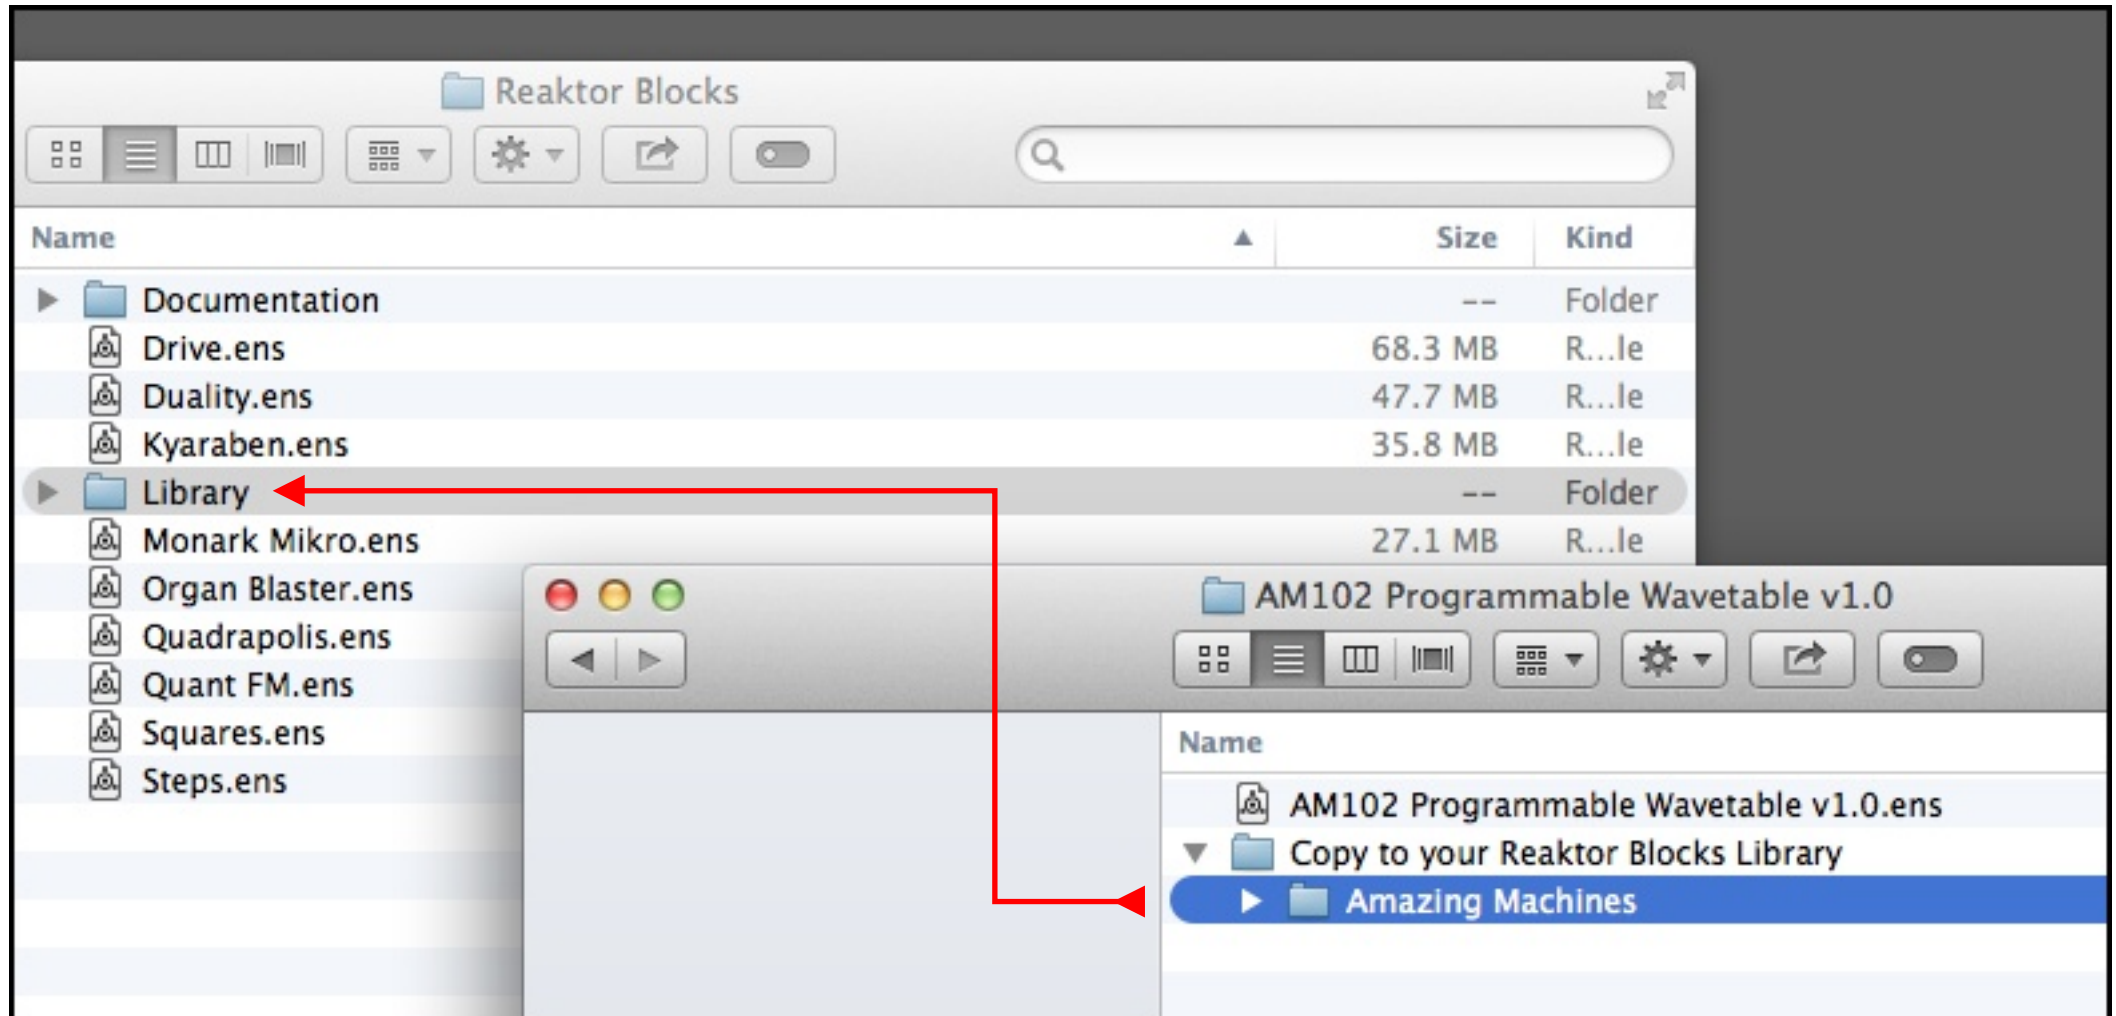 Reaktor Blocks
Name Size Kind
Documentation -- Folder
Drive.ens 68.3 MB R...le
Duality.ens 47.7 MB R...le
Kyaraben.ens 35.8 MB R...le
Library -- Folder
Monark Mikro.ens 27.1 MB R...le
Organ Blaster.ens
Quadrapolis.ens
Quant FM.ens
Squares.ens
Steps.ens
AM102 Programmable Wavetable v1.0
Name
AM102 Programmable Wavetable v1.0.ens
Copy to your Reaktor Blocks Library
Amazing Machines